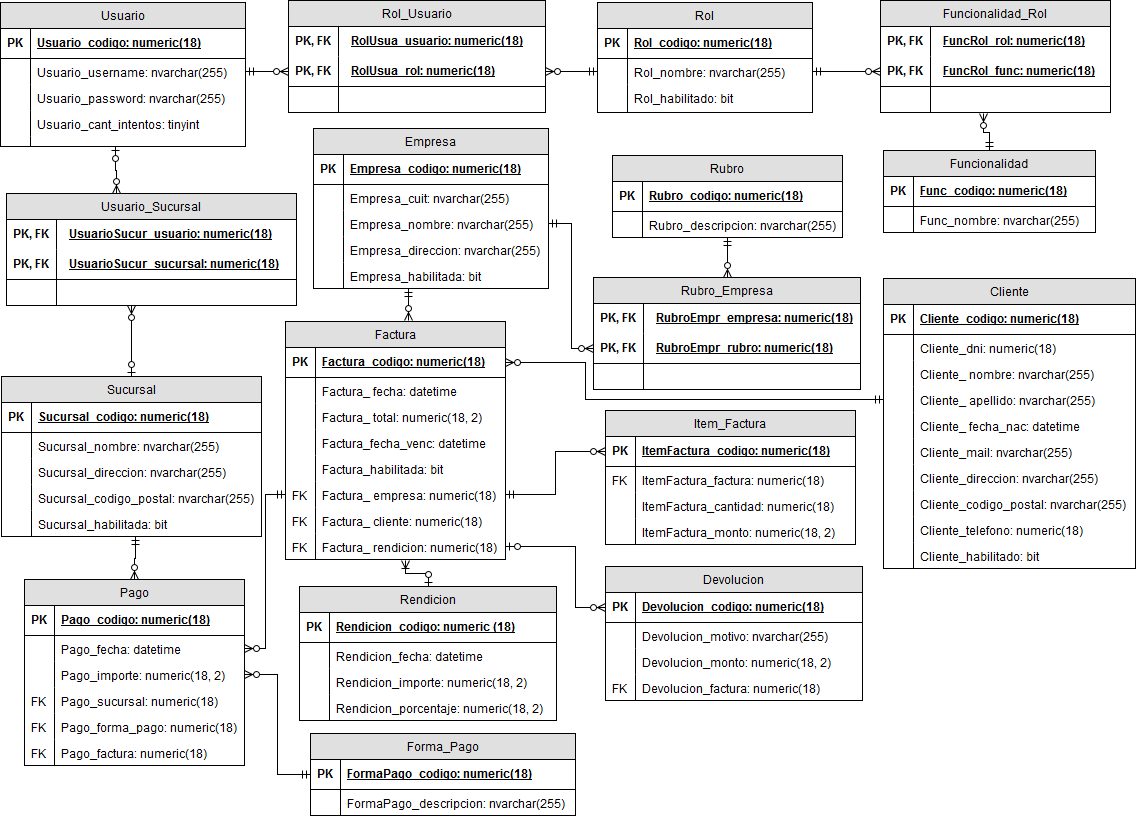 Usuario
PK Usuario_codigo: numeric(18)
Usuario_username: nvarchar(255)
Usuario_password: nvarchar(255)
Usuario_cant_intentos: tinyint
Rol_Usuario
PK, FK RolUsua_usuario: numeric(18)
PK, FK RolUsua_rol: numeric(18)
Rol
PK Rol_codigo: numeric(18)
Rol_nombre: nvarchar(255)
Rol_habilitado: bit
Funcionalidad_Rol
PK, FK FuncRol_rol: numeric(18)
PK, FK FuncRol_func: numeric(18)
Empresa
PK Empresa_codigo: numeric(18)
Empresa_cuit: nvarchar(255)
Empresa_nombre: nvarchar(255)
Empresa_direccion: nvarchar(255)
Empresa_habilitada: bit
Rubro
PK Rubro_codigo: numeric(18)
Rubro_descripcion: nvarchar(255)
Funcionalidad
PK Func_codigo: numeric(18)
Func_nombre: nvarchar(255)
Usuario_Sucursal
PK, FK UsuarioSucur_usuario: numeric(18)
PK, FK UsuarioSucur_sucursal: numeric(18)
Rubro_Empresa
PK, FK RubroEmpr_empresa: numeric(18)
PK, FK RubroEmpr_rubro: numeric(18)
Cliente
PK Cliente_codigo: numeric(18)
Cliente_dni: numeric(18)
Cliente_ nombre: nvarchar(255)
Cliente_ apellido: nvarchar(255)
Cliente_ fecha_nac: datetime
Cliente_mail: nvarchar(255)
Cliente_direccion: nvarchar(255)
Cliente_codigo_postal: nvarchar(255)
Cliente_telefono: numeric(18)
Cliente_habilitado: bit
Factura
PK Factura_codigo: numeric(18)
Factura_ fecha: datetime
Factura_total: numeric(18, 2)
Factura_fecha_venc: datetime
Factura_habilitada: bit
FK Factura_ empresa: numeric(18)
FK Factura_ cliente: numeric(18)
FK Factura_ rendicion: numeric(18)
Sucursal
PK Sucursal_codigo: numeric(18)
Sucursal_nombre: nvarchar(255)
Sucursal_direccion: nvarchar(255)
Sucursal_codigo_postal: nvarchar(255)
Sucursal_habilitada: bit
Item_Factura
PK ItemFactura_codigo: numeric(18)
FK ItemFactura_factura: numeric(18)
ItemFactura_cantidad: numeric(18)
ItemFactura_monto: numeric(18, 2)
Pago
PK Pago_codigo: numeric(18)
Pago_fecha: datetime
Pago_importe: numeric(18, 2)
FK Pago_sucursal: numeric(18)
FK Pago_forma_pago: numeric(18)
FK Pago_factura: numeric(18)
Rendicion
PK Rendicion_codigo: numeric (18)
Rendicion_fecha: datetime
Rendicion_importe: numeric(18, 2)
Rendicion_porcentaje: numeric(18, 2)
Devolucion
PK Devolucion_codigo: numeric(18)
Devolucion_motivo: nvarchar(255)
Devolucion_monto: numeric(18, 2)
FK Devolucion_factura: numeric(18)
Forma_Pago
PK FormaPago_codigo: numeric(18)
FormaPago_descripcion: nvarchar(255)